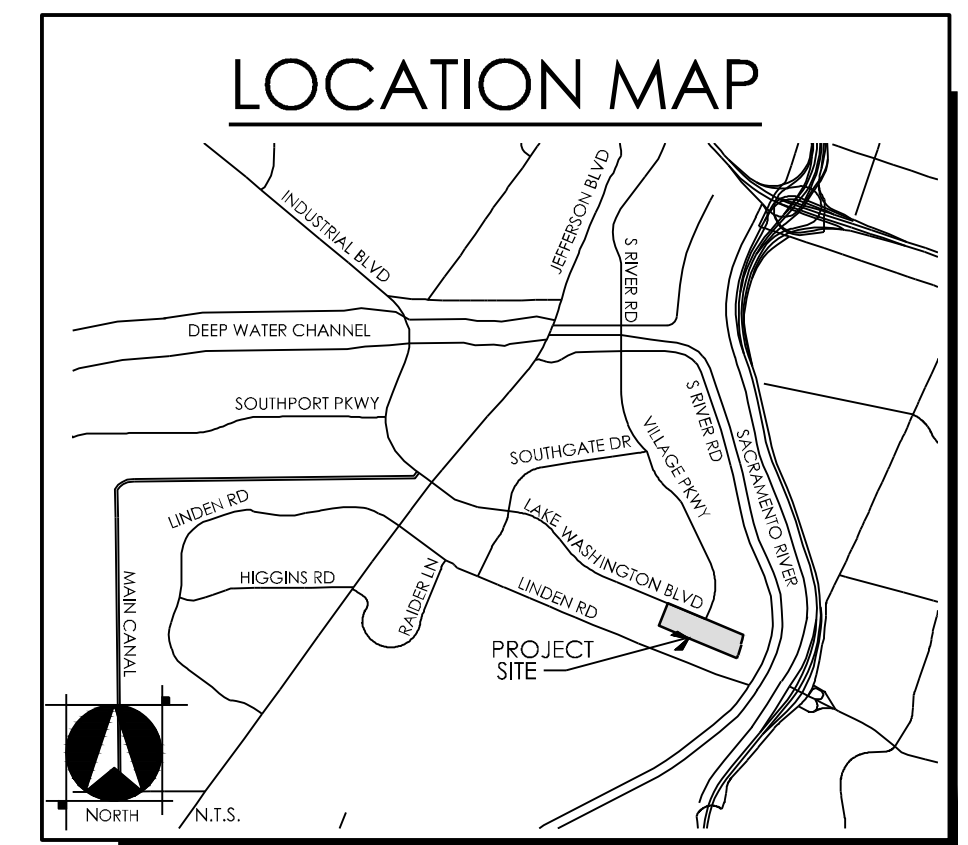 LOCATION MAP
INDUSTRIAL BLVD
JEFFERSON BLVD
S RIVER RD
DEEP WATER CHANNEL
SOUTHPORT PKWY
S RIVER RD
SOUTHGATE DR
VILLAGE PKWY
SACRAMENTO RIVER
LINDEN RD
LAKE WASHINGTON BLVD
HIGGINS RD
RAIDER LN
LINDEN RD
MAIN CANAL
PROJECT
SITE
NORTH
N.T.S.